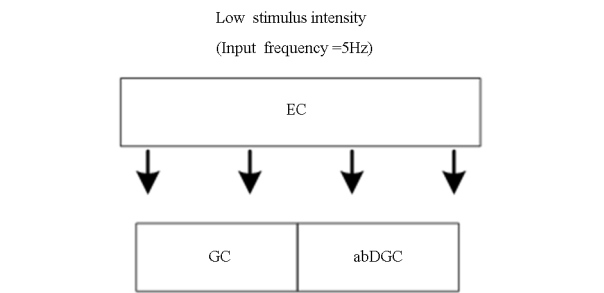 Low stimulus intensity
(Input frequency =5Hz)
EC
GC
abDGC